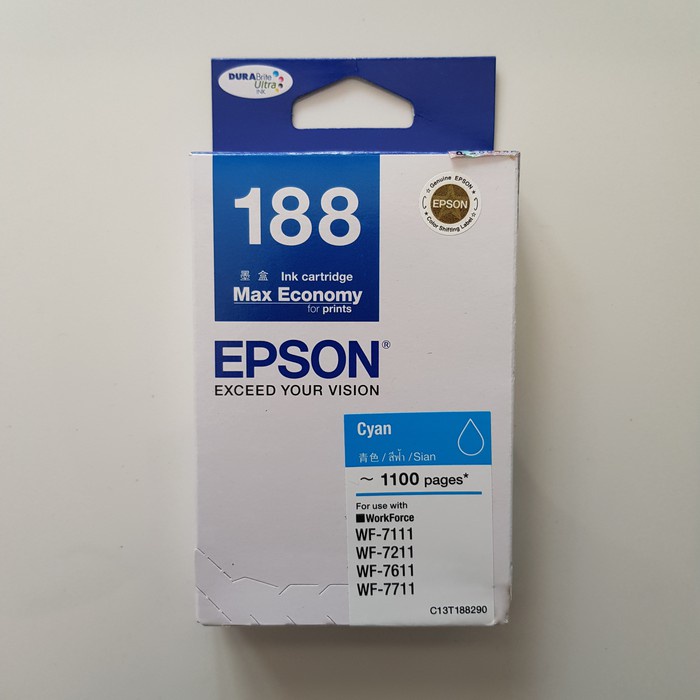 DURABrite
Ultra
Ink
188
墨盒 Ink cartridge
Max Economy
for prints
Genuine EPSON
EPSON
Color Shifting Label
EPSON®
EXCEED YOUR VISION
Cyan
青色 / สีฟ้า / Sian
~ 1100 pages*
For use with
WorkForce
WF-7111
WF-7211
WF-7611
WF-7711
C13T188290